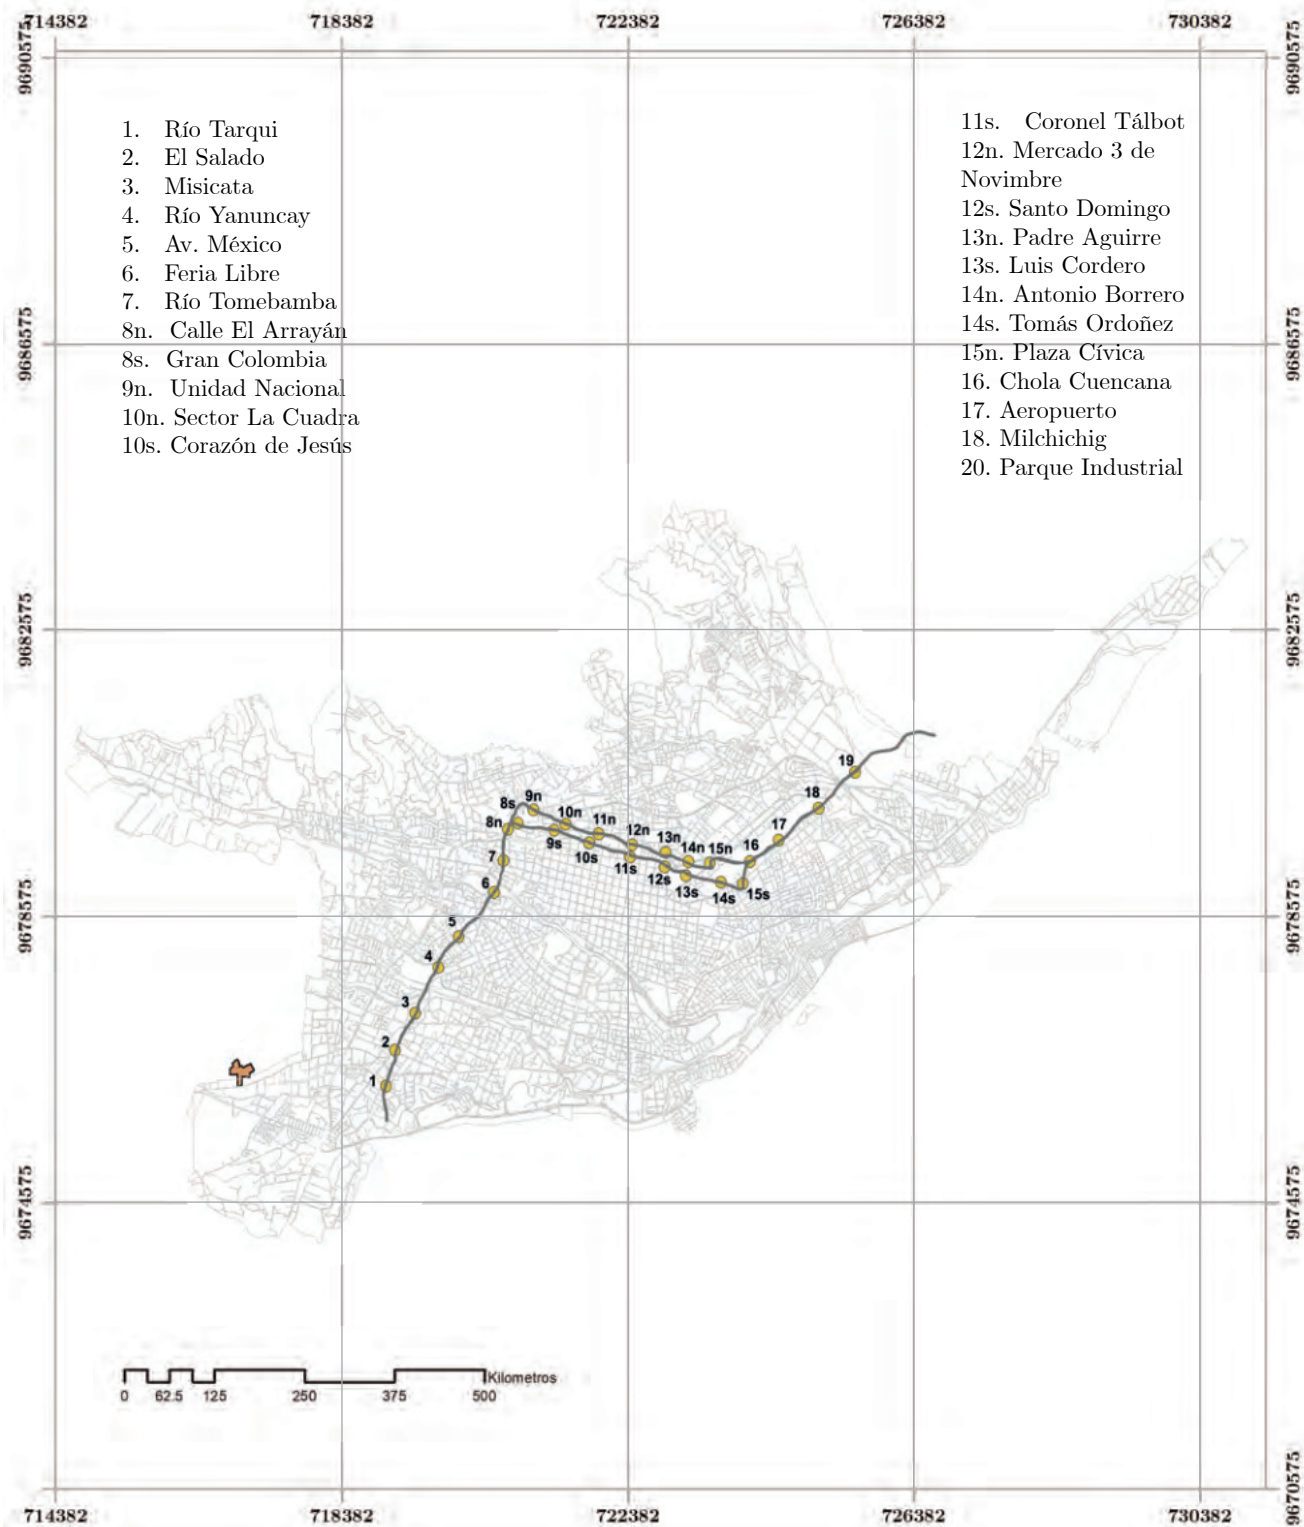 714382
718382
722382
726382
730382
9690575
9690575
1. Río Tarqui
2. El Salado
3. Misicata
4. Río Yanuncay
5. Av. México
6. Feria Libre
7. Río Tomebamba
8n. Calle El Arrayán
8s. Gran Colombia
9n. Unidad Nacional
10n. Sector La Cuadra
10s. Corazón de Jesús
11s. Coronel Tálbot
12n. Mercado 3 de
Novimbre
12s. Santo Domingo
13n. Padre Aguirre
13s. Luis Cordero
14n. Antonio Borrero
14s. Tomás Ordoñez
15n. Plaza Cívica
16. Chola Cuencana
17. Aeropuerto
18. Milchichig
20. Parque Industrial
9686575
9686575
9682575
9682575
19
18
17
16
8s
9n
10n
11n
12n
13n
14n
15n
8n
9s
10s
11s
12s
13s
14s
15s
7
6
9678575
9678575
5
4
3
2
1
9674575
9674575
Kilometros
0
62.5
125
250
375
500
9670575
714382
718382
722382
726382
730382